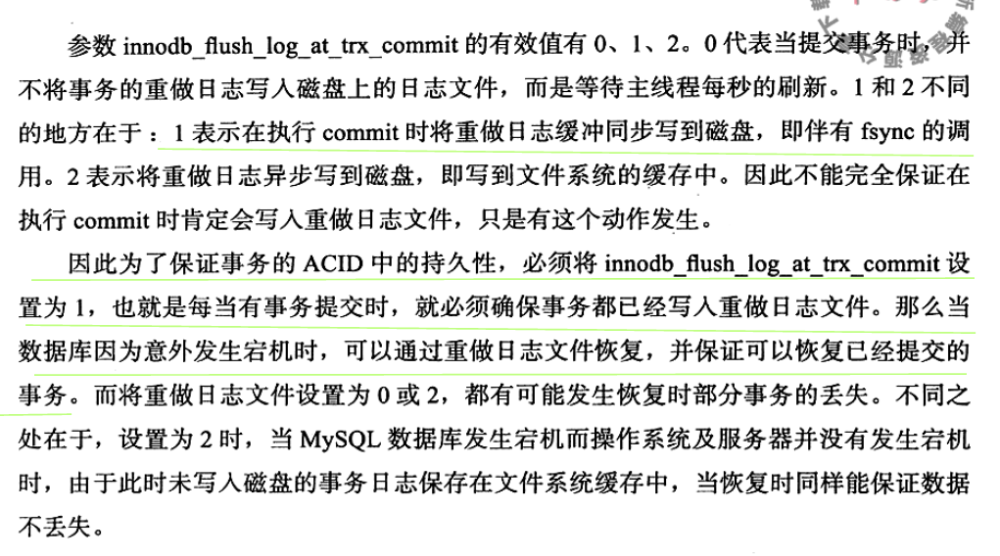 参数 innodb_flush_log_at_trx_commit 的有效值有 0、1、2。0 代表当提交事务时，并
不将事务的重做日志写入磁盘上的日志文件，而是等待主线程每秒的刷新。1 和 2 不同
的地方在于：1 表示在执行 commit 时将重做日志缓冲同步写到磁盘，即伴有 fsync 的调
用。2 表示将重做日志异步写到磁盘，即写到文件系统的缓存中。因此不能完全保证在
执行 commit 时肯定会写入重做日志文件，只是有这个动作发生。
因此为了保证事务的 ACID 中的持久性，必须将 innodb_flush_log_at_trx_commit 设
置为 1，也就是每当有事务提交时，就必须确保事务都已经写入重做日志文件。那么当
数据库因为意外发生宕机时，可以通过重做日志文件恢复，并保证可以恢复已经提交的
事务。而将重做日志文件设置为 0 或 2，都有可能发生恢复时部分事务的丢失。不同之
处在于，设置为 2 时，当 MySQL 数据库发生宕机而操作系统及服务器并没有发生宕机
时，由于此时未写入磁盘的事务日志保存在文件系统缓存中，当恢复时同样能保证数据
不丢失。